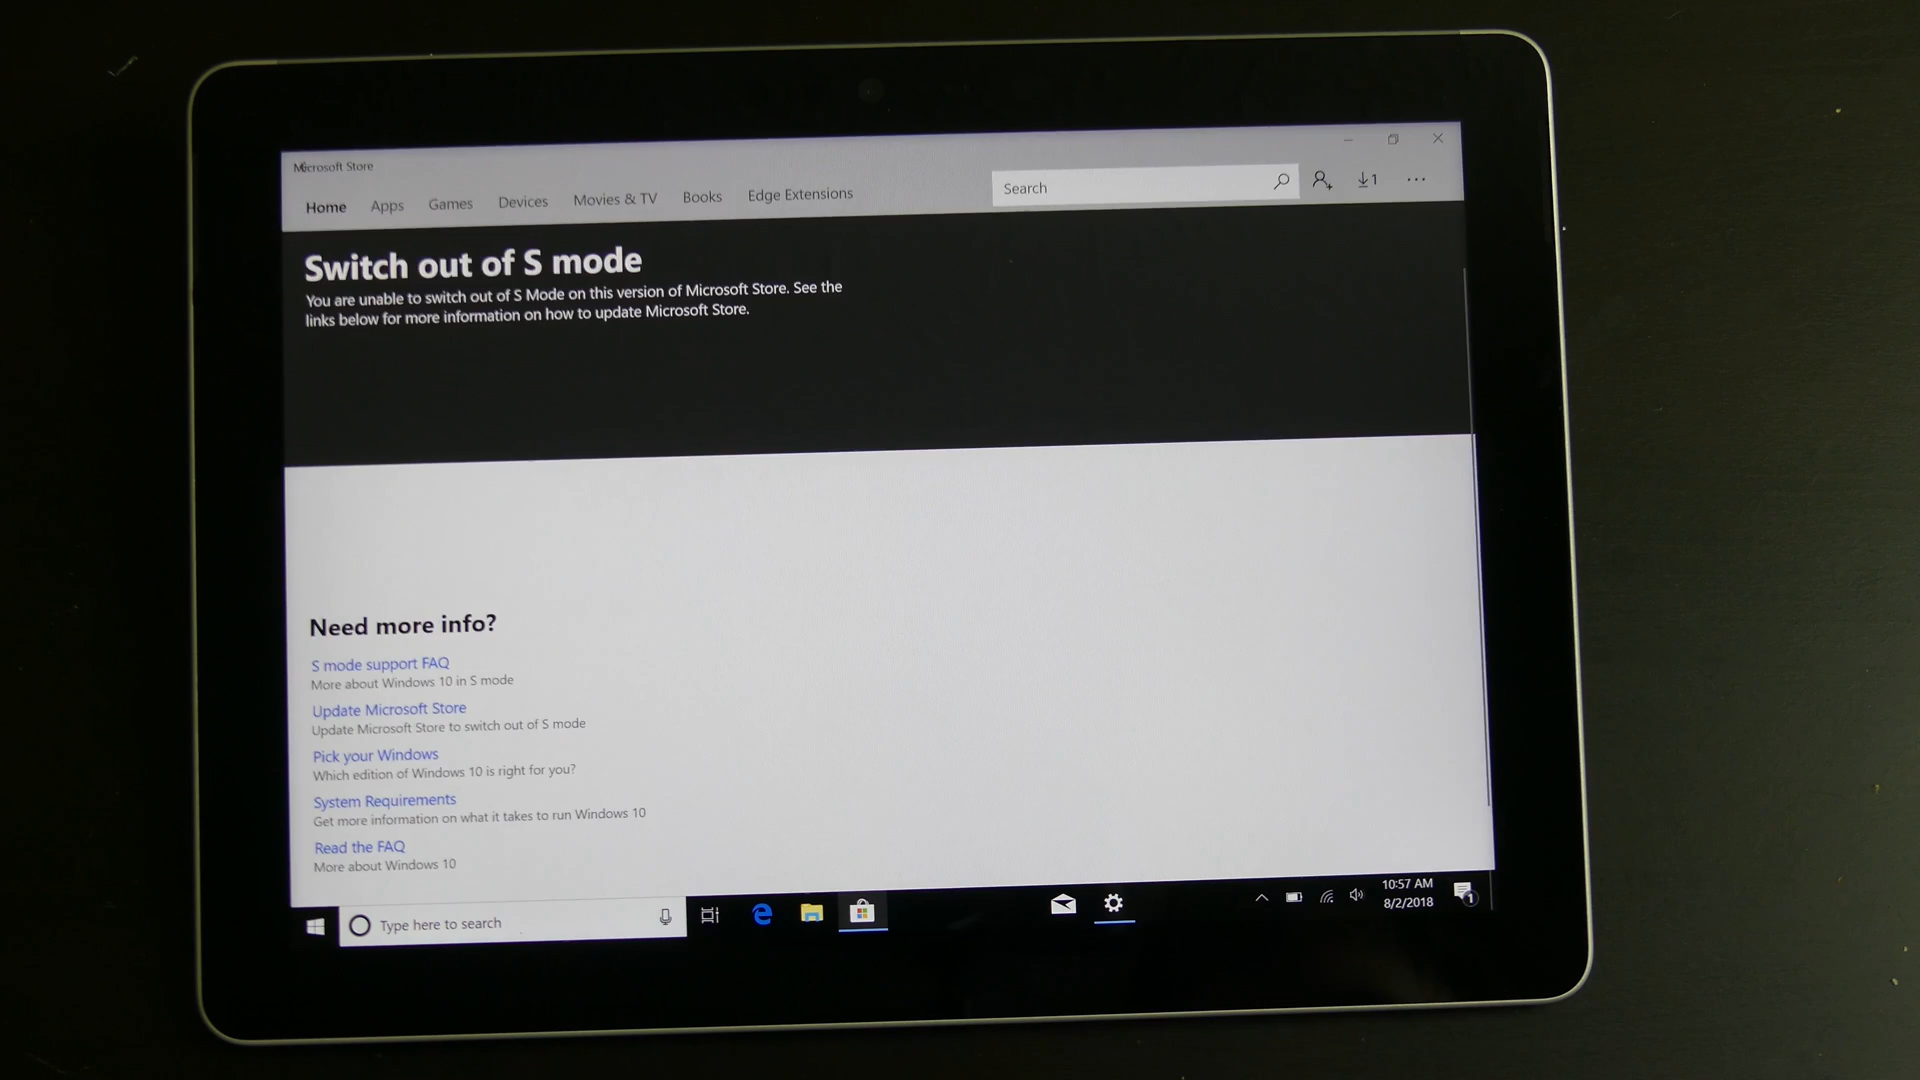 Microsoft Store
Home Apps Games Devices Movies & TV Books Edge Extensions
Search
1
Switch out of S mode
You are unable to switch out of S Mode on this version of Microsoft Store. See the
links below for more information on how to update Microsoft Store.
Need more info?
S mode support FAQ
More about Windows 10 in S mode
Update Microsoft Store
Update Microsoft Store to switch out of S mode
Pick your Windows
Which edition of Windows 10 is right for you?
System Requirements
Get more information on what it takes to run Windows 10
Read the FAQ
More about Windows 10
Type here to search
10:57 AM
8/2/2018
1